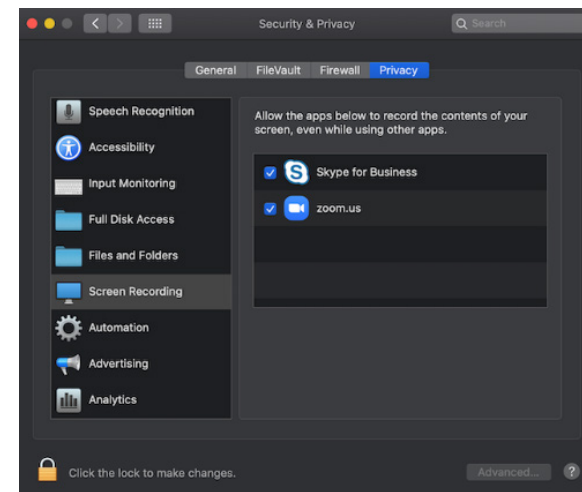 Security & Privacy
Search
General FileVault Firewall Privacy
Speech Recognition
Accessibility
Input Monitoring
Full Disk Access
Files and Folders
Screen Recording
Automation
Advertising
Analytics
Allow the apps below to record the contents of your
screen, even while using other apps.
Skype for Business
zoom.us
Click the lock to make changes.
Advanced...
?